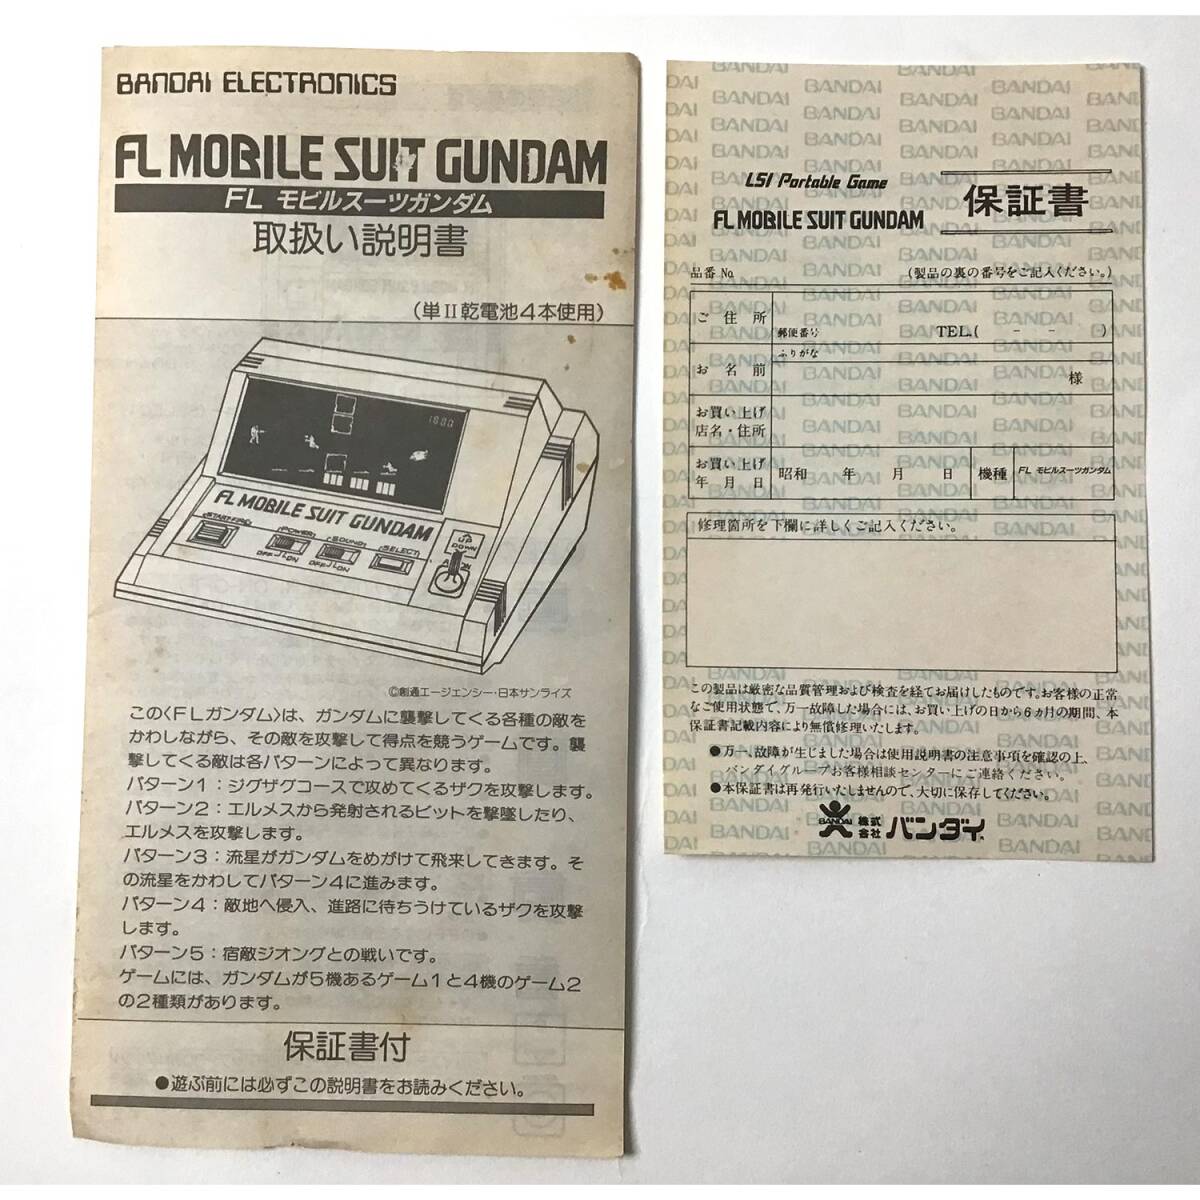 BANDAI ELECTRONICS
FL MOBILE SUIT GUNDAM
FL モビルスーツガンダム
取扱い説明書
(単II乾電池4本使用)
1800
FL MOBILE SUIT GUNDAM
START/FIRE
POWER
OFF ON
SOUND
OFF ON
SELECT
UP
DOWN
©創通エージェンシー・日本サンライズ
この〈FLガンダム〉は、ガンダムに襲撃してくる各種の敵を
かわしながら、その敵を攻撃して得点を競うゲームです。襲
撃してくる敵は各パターンによって異なります。
パターン1：ジグザグコースで攻めてくるザクを攻撃します。
パターン2：エルメスから発射されるビットを撃墜したり、
エルメスを攻撃します。
パターン3：流星がガンダムをめがけて飛来してきます。そ
の流星をかわしてパターン4に進みます。
パターン4：敵地へ侵入、進路に待ちうけているザクを攻撃
します。
パターン5：宿敵ジオングとの戦いです。
ゲームには、ガンダムが5機あるゲーム1と4機のゲーム2
の2種類があります。
保証書付
●遊ぶ前には必ずこの説明書をお読みください。
LSI Portable Game
FL MOBILE SUIT GUNDAM
保証書
品番 No.
(製品の裏の番号をご記入ください。)
ご住所
郵便番号
TEL.( － － )
お名前
ふりがな
様
お買い上げ
店名・住所
お買い上げ
年月日
昭和 年 月 日
機種
FL モビルスーツガンダム
修理箇所を下欄に詳しくご記入ください。
この製品は厳密な品質管理および検査を経てお届けしたものです。お客様の正常
なご使用状態で、万一故障した場合には、お買い上げの日から6カ月の期間、本
保証書記載内容により無償修理いたします。
●万一、故障が生じました場合は使用説明書の注意事項を確認の上、
バンダイグループお客様相談センターにご連絡ください。
●本保証書は再発行いたしませんので、大切に保存してください。
BANDAI
株式会社 バンダイ